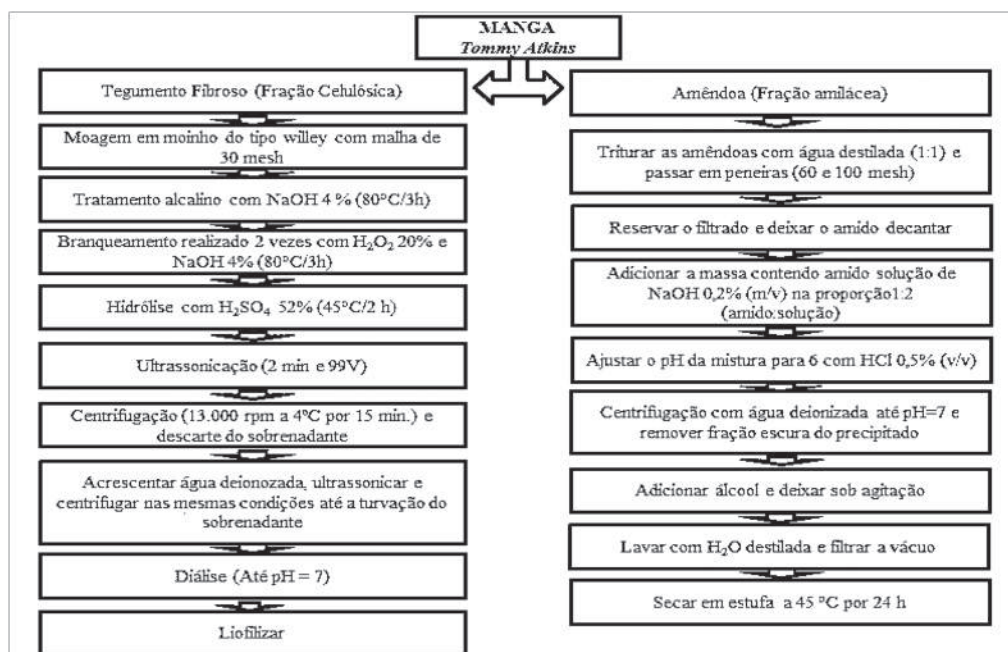 MANGA
Tommy Atkins
Tegumento Fibroso (Fração Celulósica)
Moagem em moinho do tipo willey com malha de
30 mesh
Tratamento alcalino com NaOH 4 % (80°C/3h)
Branqueamento realizado 2 vezes com H₂O₂ 20% e
NaOH 4% (80°C/3h)
Hidrólise com H₂SO₄ 52% (45°C/2 h)
Ultrassonicação (2 min e 99V)
Centrifugação (13.000 rpm a 4ºC por 15 min.) e
descarte do sobrenadante
Acrescentar água deionozada, ultrassonicar e
centrifugar nas mesmas condições até a turvação do
sobrenadante
Diálise (Até pH = 7)
Liofilizar
Amêndoa (Fração amilácea)
Triturar as amêndoas com água destilada (1:1) e
passar em peneiras (60 e 100 mesh)
Reservar o filtrado e deixar o amido decantar
Adicionar a massa contendo amido solução de
NaOH 0,2% (m/v) na proporção1:2
(amido:solução)
Ajustar o pH da mistura para 6 com HCl 0,5% (v/v)
Centrifugação com água deionizada até pH=7 e
remover fração escura do precipitado
Adicionar álcool e deixar sob agitação
Lavar com H₂O destilada e filtrar a vácuo
Secar em estufa a 45 °C por 24 h